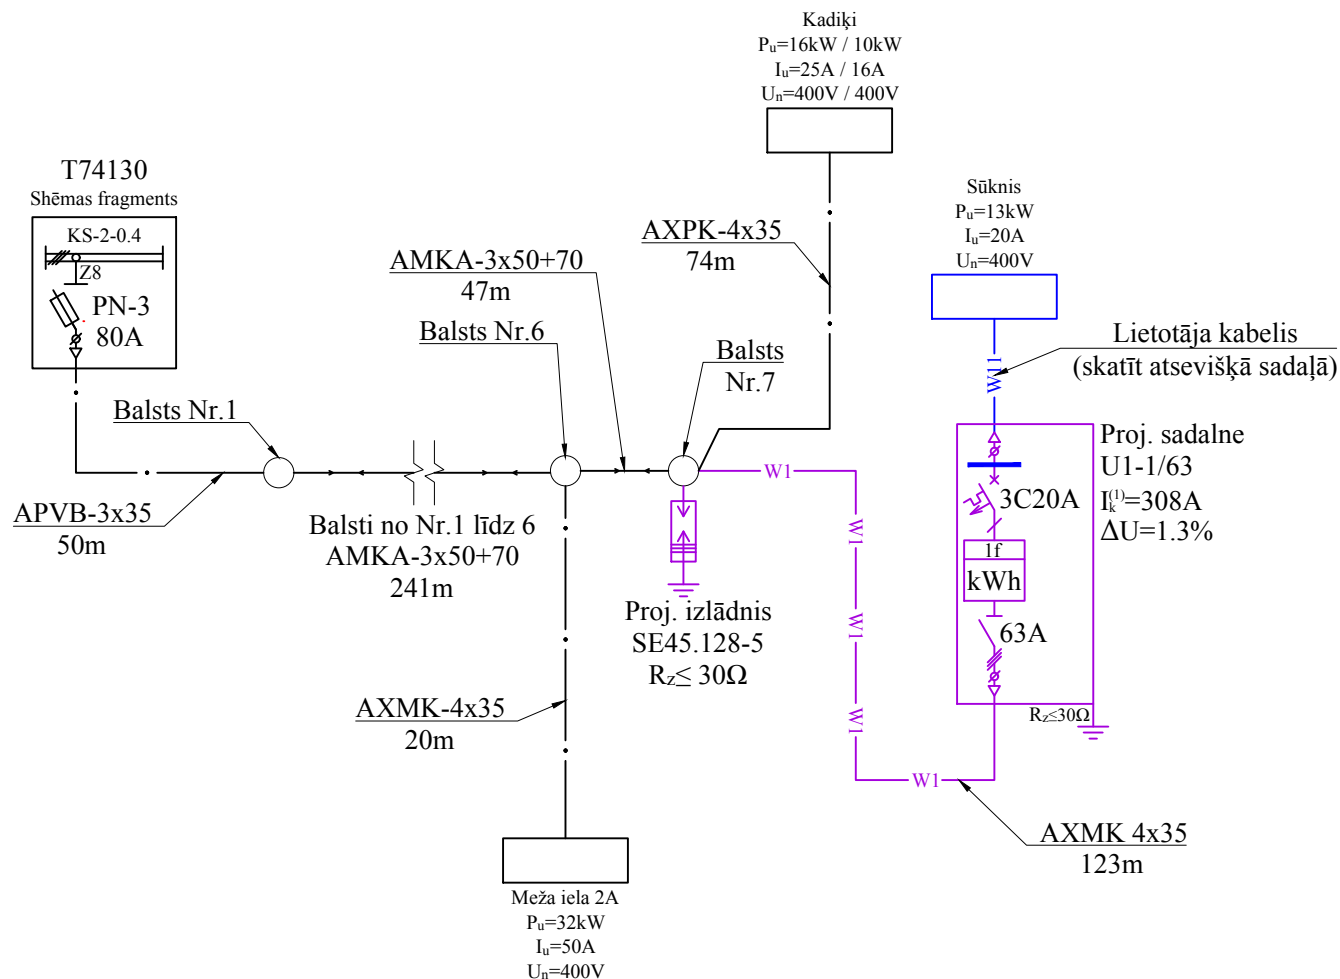 Kadiķi
Pu=16kW / 10kW
Iu=25A / 16A
Un=400V / 400V
T74130
Shēmas fragments
KS-2-0.4
Z8
PN-3
80A
Sūknis
Pu=13kW
Iu=20A
Un=400V
AXPK-4x35
74m
AMKA-3x50+70
47m
Balsts Nr.6
Balsts
Nr.7
Lietotāja kabelis
(skatīt atsevišķā sadaļā)
W11
Balsts Nr.1
APVB-3x35
50m
Balsti no Nr.1 līdz 6
AMKA-3x50+70
241m
W1
W1
W1
W1
W1
Proj. sadalne
U1-1/63
Ik(1)=308A
ΔU=1.3%
3C20A
1f
kWh
63A
Rz≤30Ω
Proj. izlādnis
SE45.128-5
Rz≤ 30Ω
AXMK-4x35
20m
AXMK 4x35
123m
Meža iela 2A
Pu=32kW
Iu=50A
Un=400V